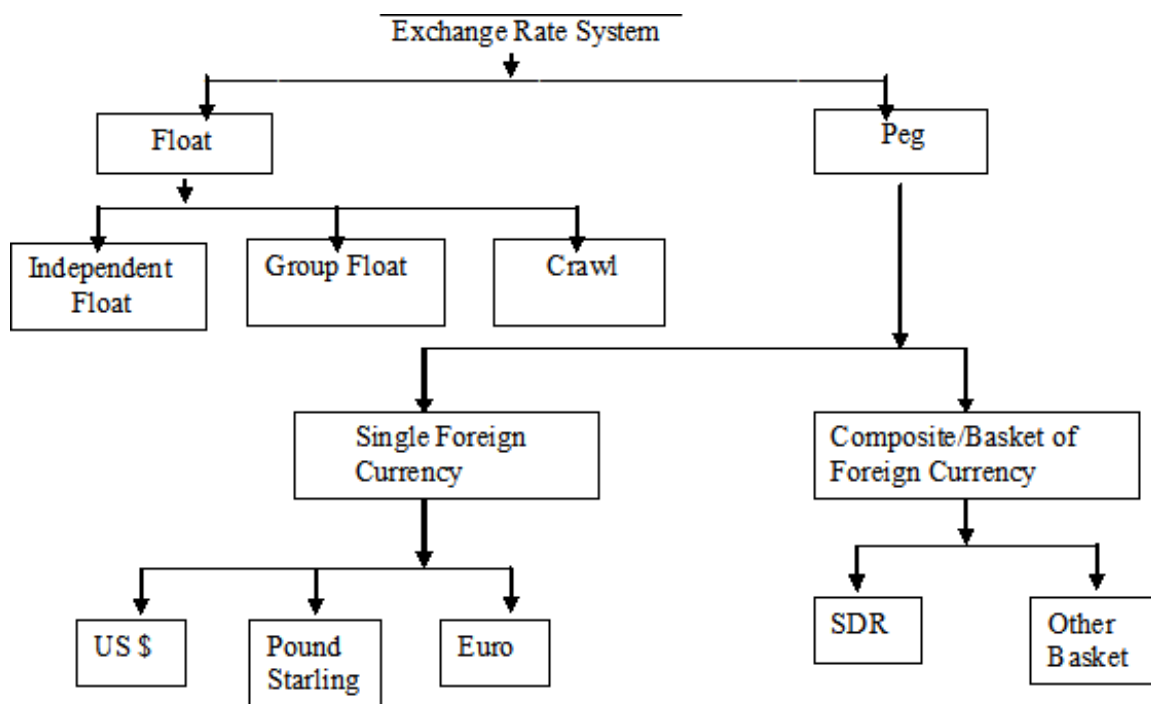 Exchange Rate System
Float
Peg
Independent
Float
Group Float
Crawl
Single Foreign
Currency
Composite/Basket of
Foreign Currency
US $
Pound
Starling
Euro
SDR
Other
Basket